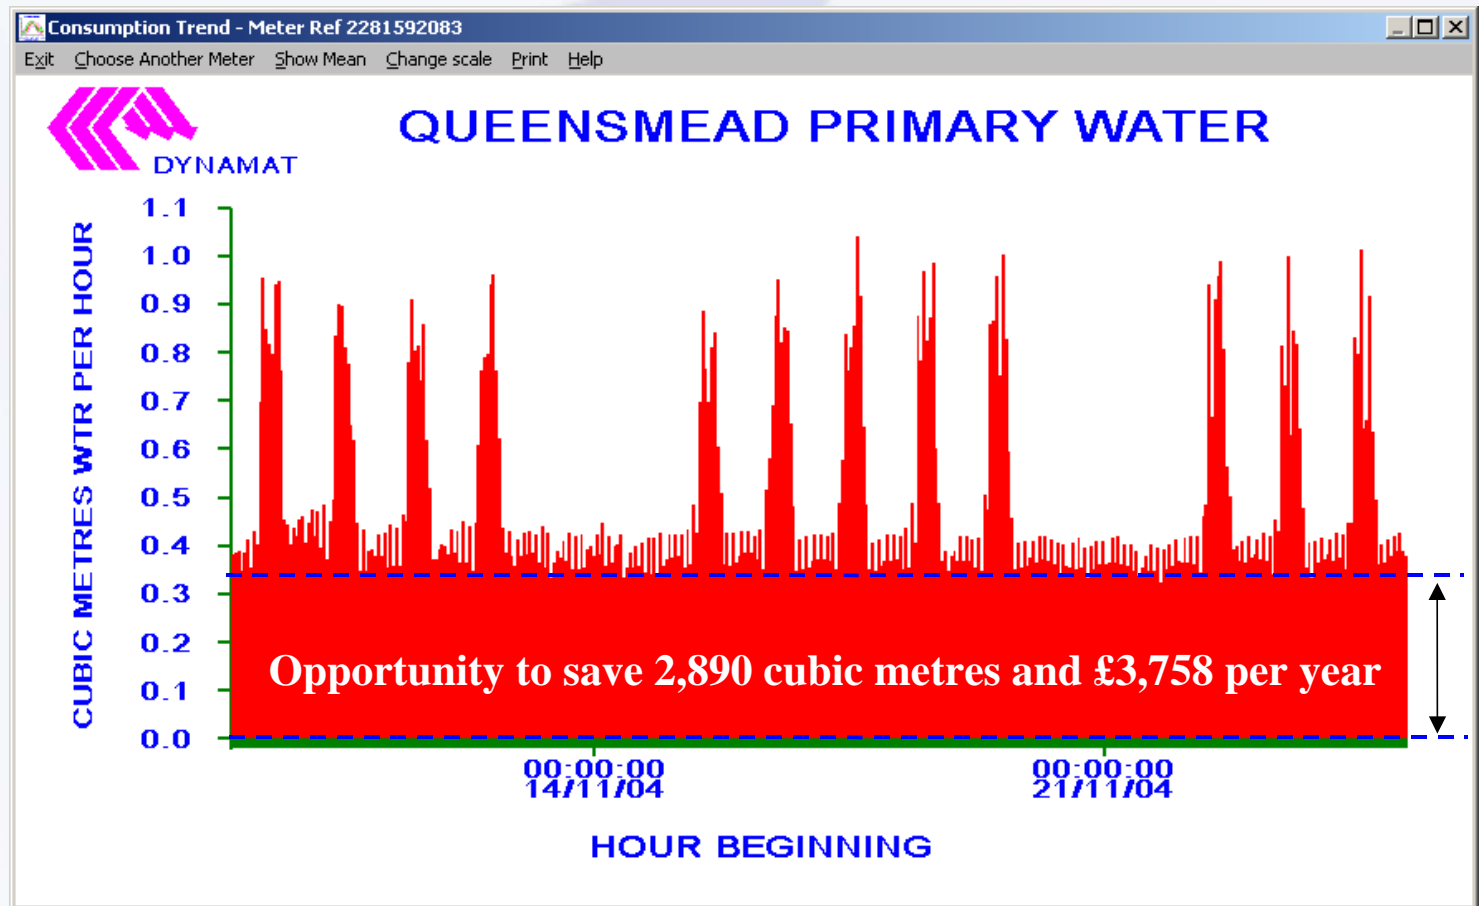 Consumption Trend - Meter Ref 2281592083
Exit Choose Another Meter Show Mean Change scale Print Help
DYNAMAT
QUEENSMEAD PRIMARY WATER
CUBIC METRES WTR PER HOUR
1.1
1.0
0.9
0.8
0.7
0.6
0.5
0.4
0.3
0.2
0.1
0.0
Opportunity to save 2,890 cubic metres and £3,758 per year
00:00:00 00:00:00
14/11/04 21/11/04
HOUR BEGINNING